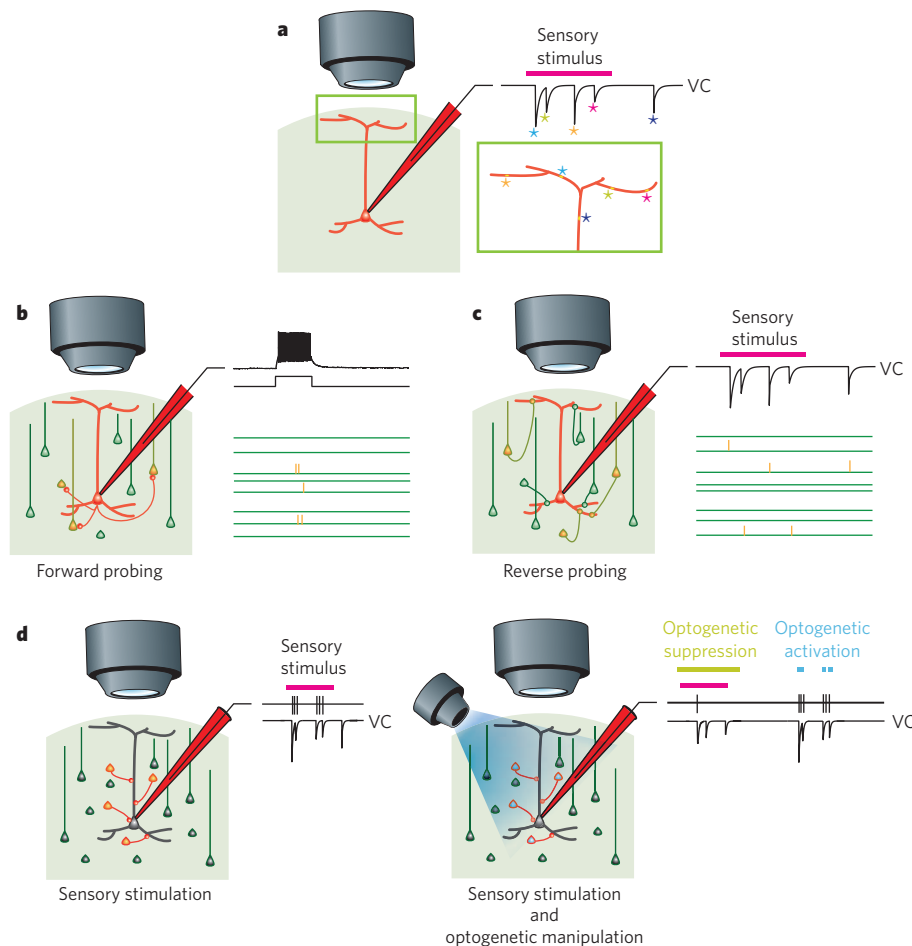 a
Sensory
stimulus
VC
b
Forward probing
c
Sensory
stimulus
VC
Reverse probing
d
Sensory
stimulus
VC
Sensory stimulation
Optogenetic
suppression
Optogenetic
activation
VC
Sensory stimulation
and
optogenetic manipulation